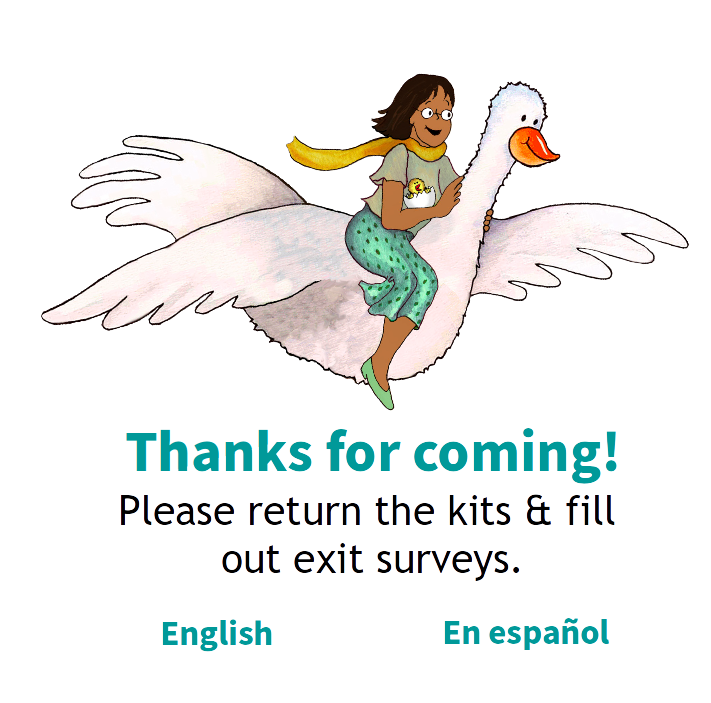 Thanks for coming!
Please return the kits & fill
out exit surveys.
English
En español